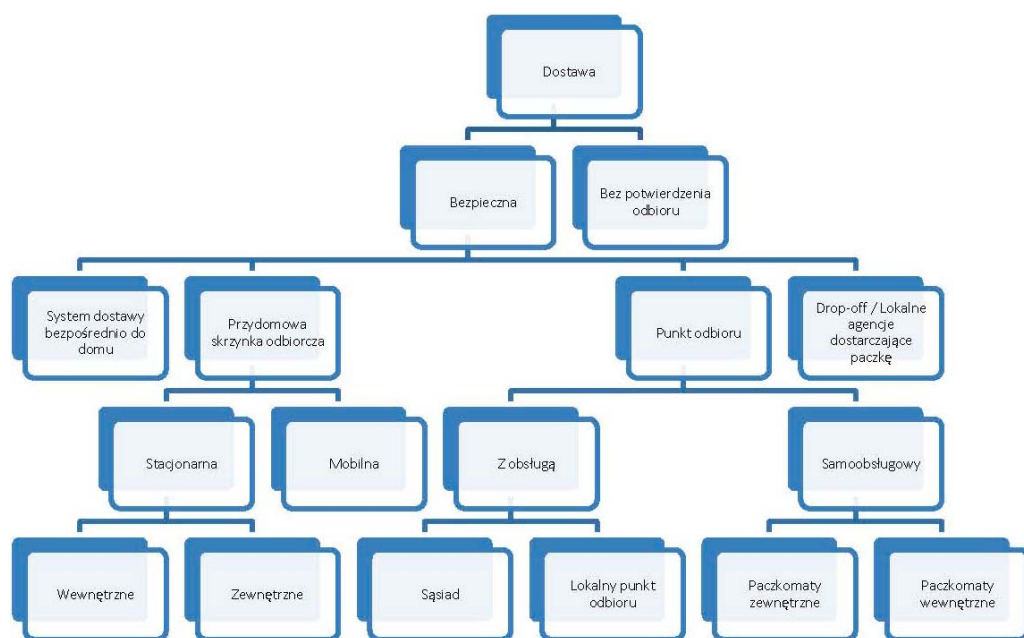 Dostawa
Bezpieczna
Bez potwierdzenia
odbioru
System dostawy
bezpośrednio do
domu
Przydomowa
skrzynka odbiorcza
Punkt odbioru
Drop-off / Lokalne
agencje
dostarczające
paczkę
Stacjonarna
Mobilna
Z obsługą
Samoobsługowy
Wewnętrzne
Zewnętrzne
Sąsiad
Lokalny punkt
odbioru
Paczkomaty
zewnętrzne
Paczkomaty
wewnętrzne